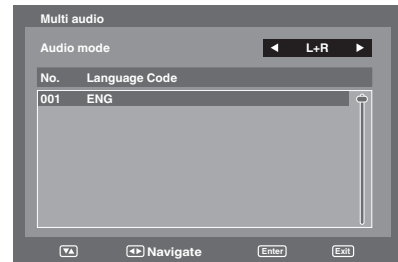 Multi audio
Audio mode ◀ L+R ▶
No. Language Code
001 ENG
▼▲ ◀▶ Navigate Enter Exit